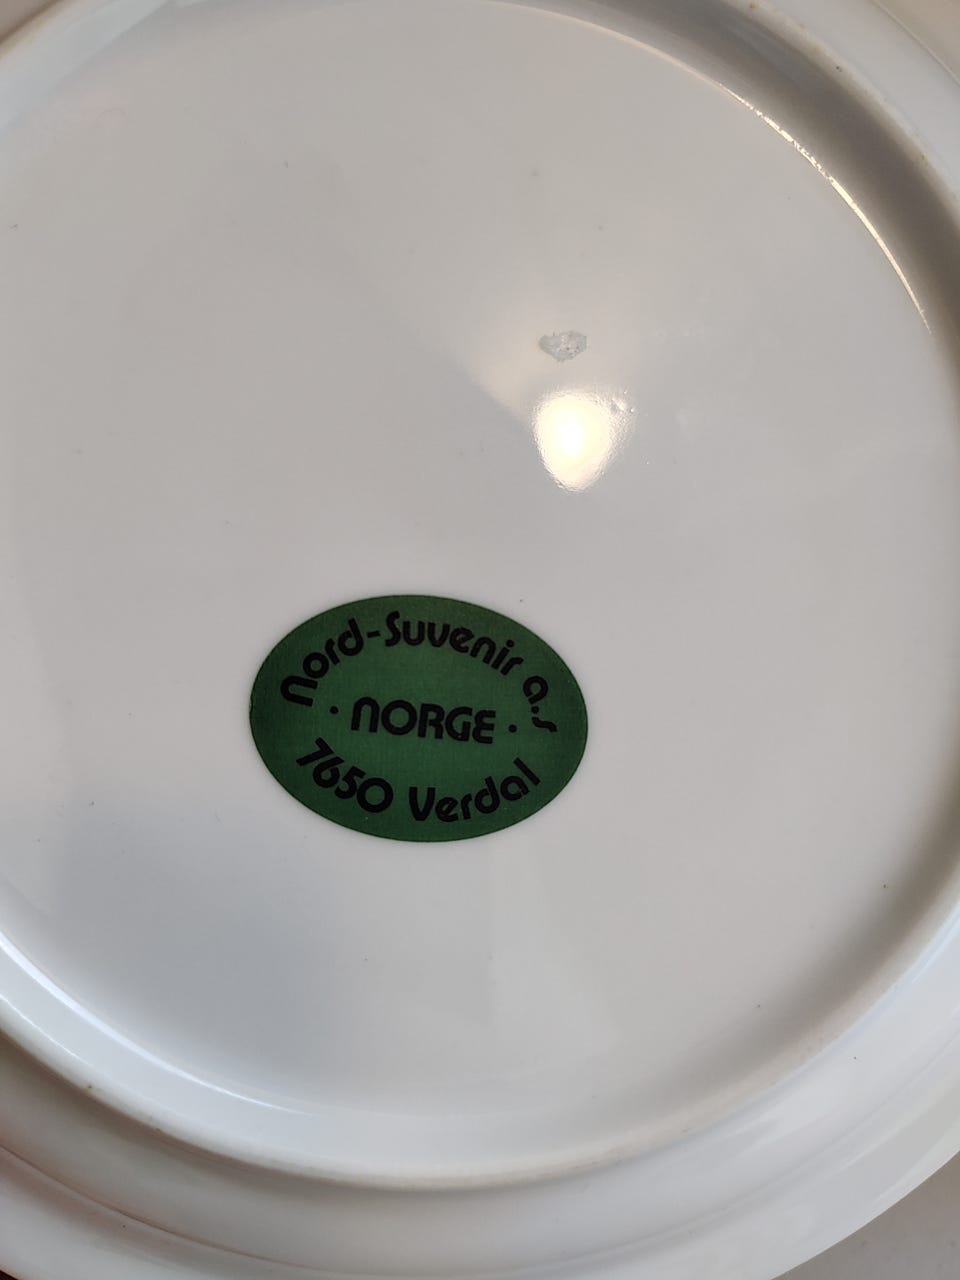 Nord-Suvenir a.s
· NORGE ·
7650 Verdal